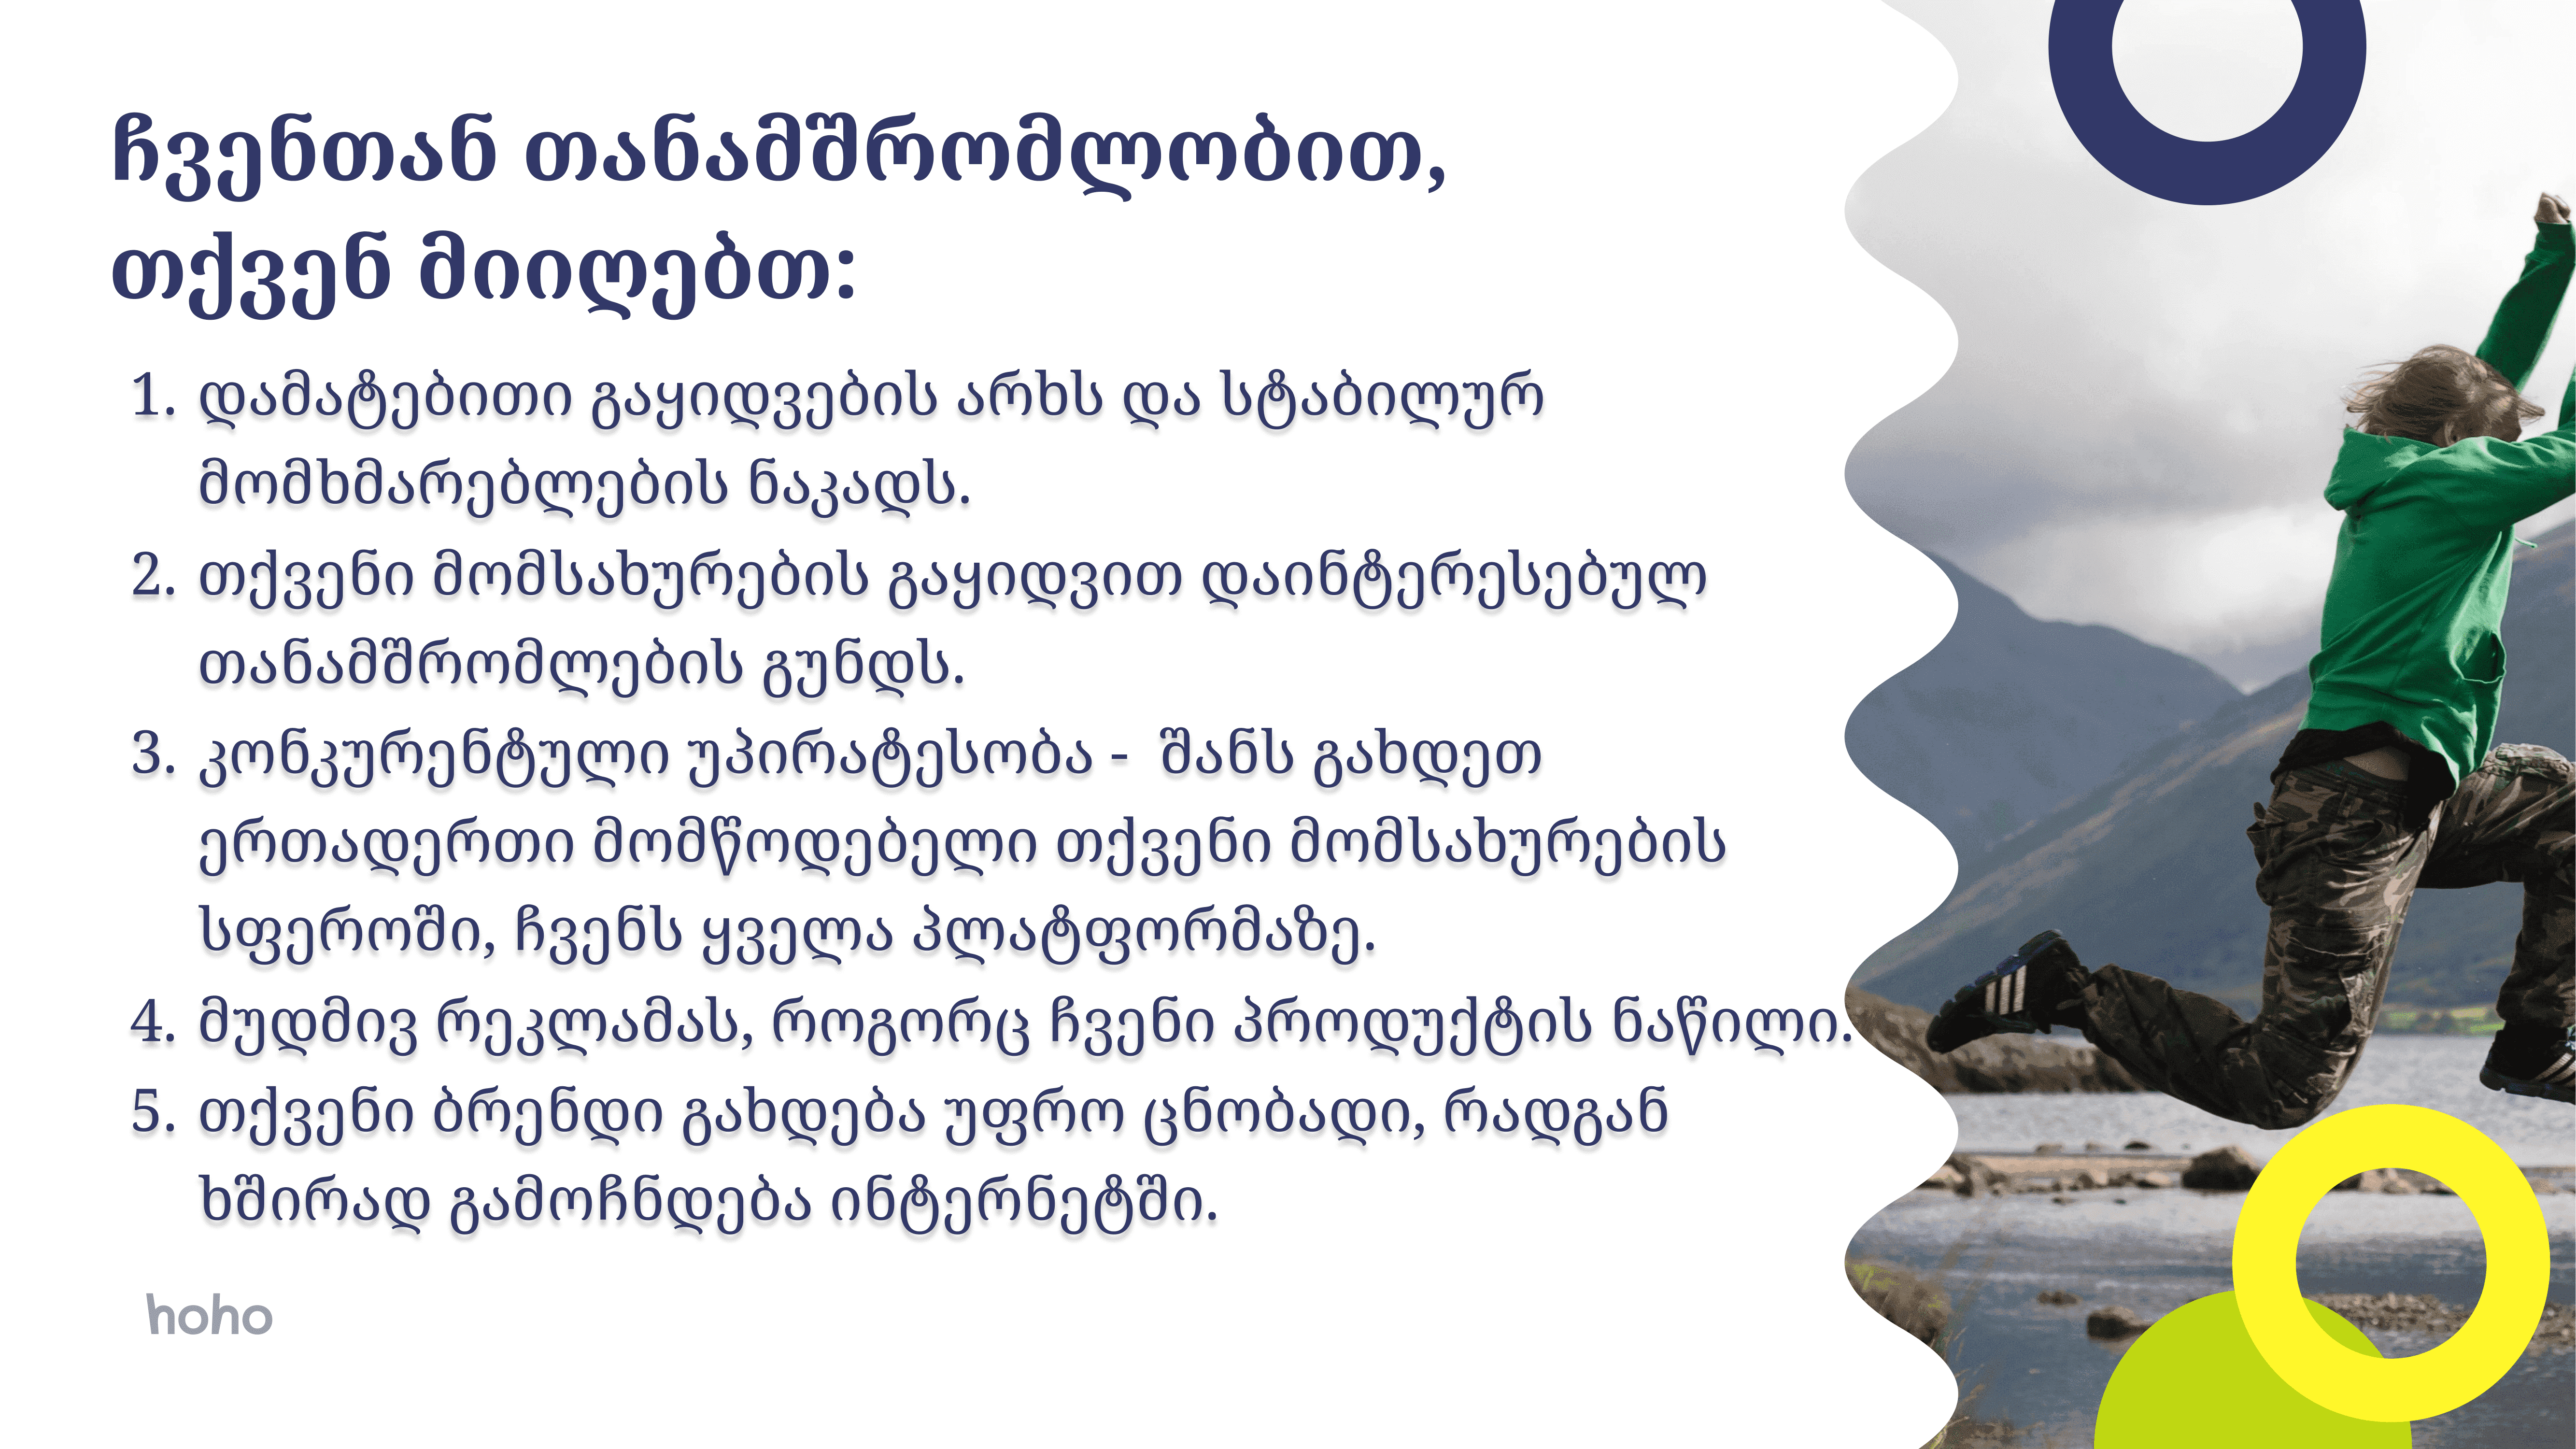 ჩვენთან თანამშრომლობით,
თქვენ მიიღებთ:
1. დამატებითი გაყიდვების არხს და სტაბილურ
მომხმარებლების ნაკადს.
2. თქვენი მომსახურების გაყიდვით დაინტერესებულ
თანამშრომლების გუნდს.
3. კონკურენტული უპირატესობა - შანს გახდეთ
ერთადერთი მომწოდებელი თქვენი მომსახურების
სფეროში, ჩვენს ყველა პლატფორმაზე.
4. მუდმივ რეკლამას, როგორც ჩვენი პროდუქტის ნაწილი.
5. თქვენი ბრენდი გახდება უფრო ცნობადი, რადგან
ხშირად გამოჩნდება ინტერნეტში.
hoho